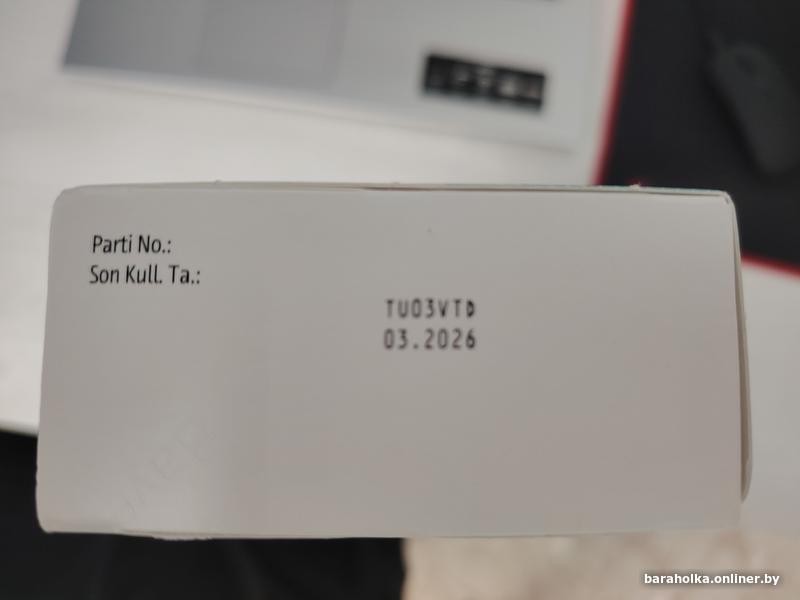 Parti No.:
Son Kull. Ta.:
TU03VTD
03.2026
baraholka.onliner.by